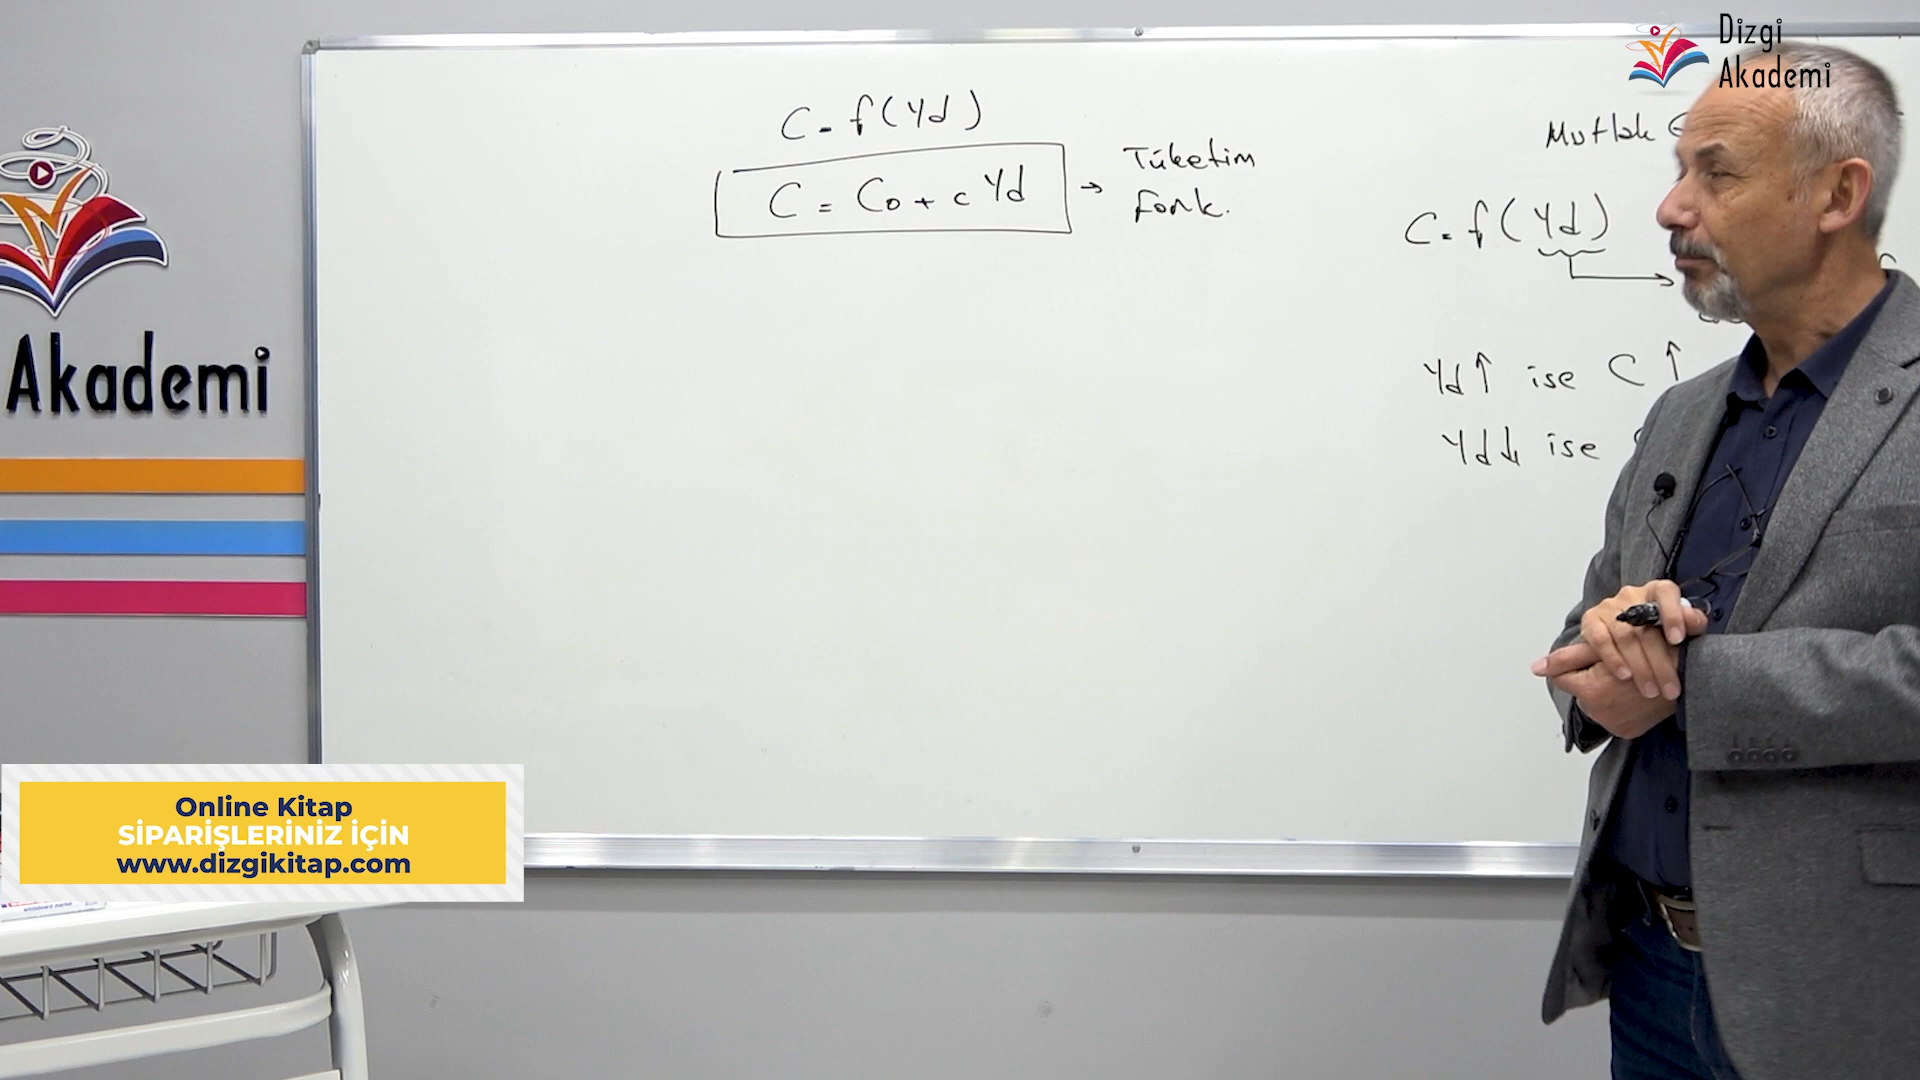 Dizgi
Akademi
C = f(Yd)
C = Co + c Yd → Tüketim
Fonk.
Mutlak G
C = f(Yd)
Yd↑ ise C↑
Yd↓ ise
Akademi
Online Kitap
SİPARİŞLERİNİZ İÇİN
www.dizgikitap.com